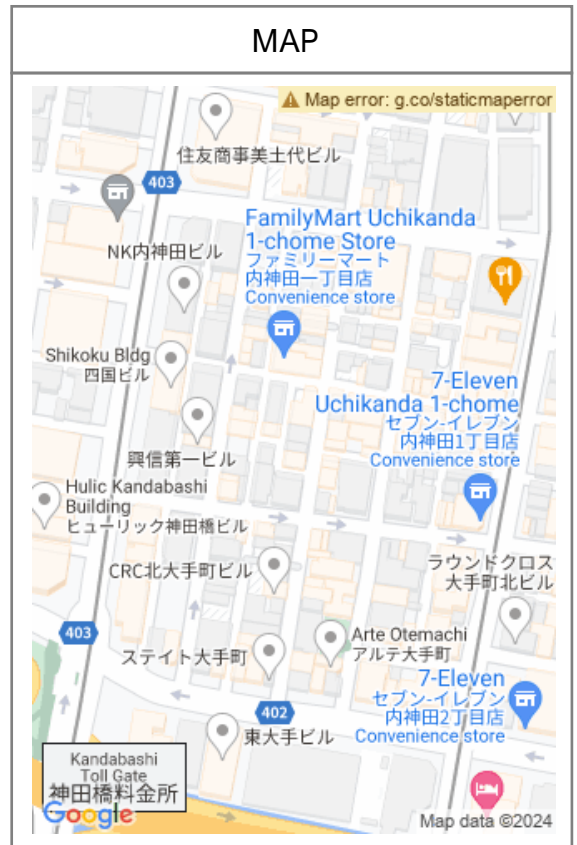 MAP
Map error: g.co/staticmaperror
住友商事美土代ビル
403
FamilyMart Uchikanda
1-chome Store
ファミリーマート
内神田一丁目店
Convenience store
NK内神田ビル
Shikoku Bldg
四国ビル
7-Eleven
Uchikanda 1-chome
セブン-イレブン
内神田1丁目店
Convenience store
興信第一ビル
Hulic Kandabashi
Building
ヒューリック神田橋ビル
CRC北大手町ビル
ラウンドクロス
大手町北ビル
403
Arte Otemachi
アルテ大手町
ステイト大手町
7-Eleven
セブン-イレブン
内神田2丁目店
Convenience store
402
東大手ビル
Kandabashi
Toll Gate
神田橋料金所
Google
Map data ©2024